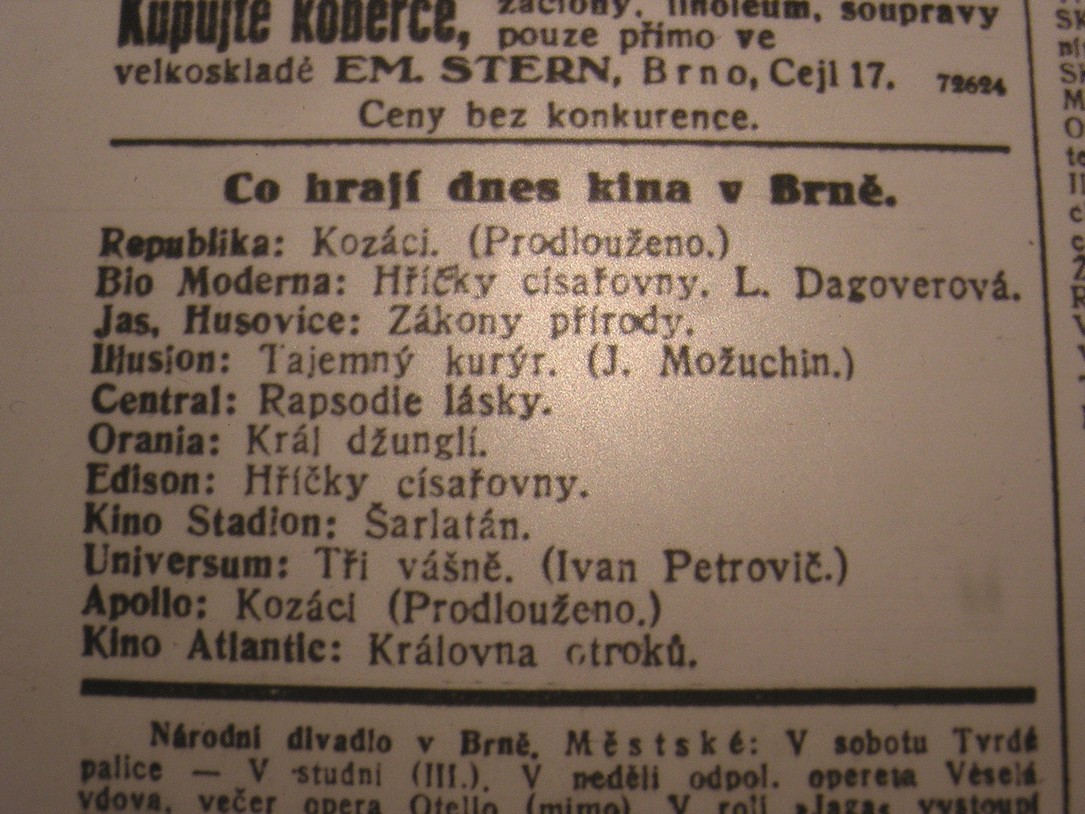 Kupujte koberce, záclony, linoleum, soupravy
pouze přímo ve
velkoskladě EM. STERN, Brno, Cejl 17. 72624
Ceny bez konkurence.
Co hrají dnes kina v Brně.
Republika: Kozáci. (Prodlouženo.)
Bio Moderna: Hříčky císařovny. L. Dagoverová.
Jas, Husovice: Zákony přírody.
Illusion: Tajemný kurýr. (J. Možuchin.)
Central: Rapsodie lásky.
Orania: Král džunglí.
Edison: Hříčky císařovny.
Kino Stadion: Šarlatán.
Universum: Tři vášně. (Ivan Petrovič.)
Apollo: Kozáci (Prodlouženo.)
Kino Atlantic: Královna otroků.
Národní divadlo v Brně. Městské: V sobotu Tvrdé
palice — V studni (III.). V neděli odpol. opereta Veselá
vdova, večer opera Otello (mimo). V roli »Jaga« vystoupí